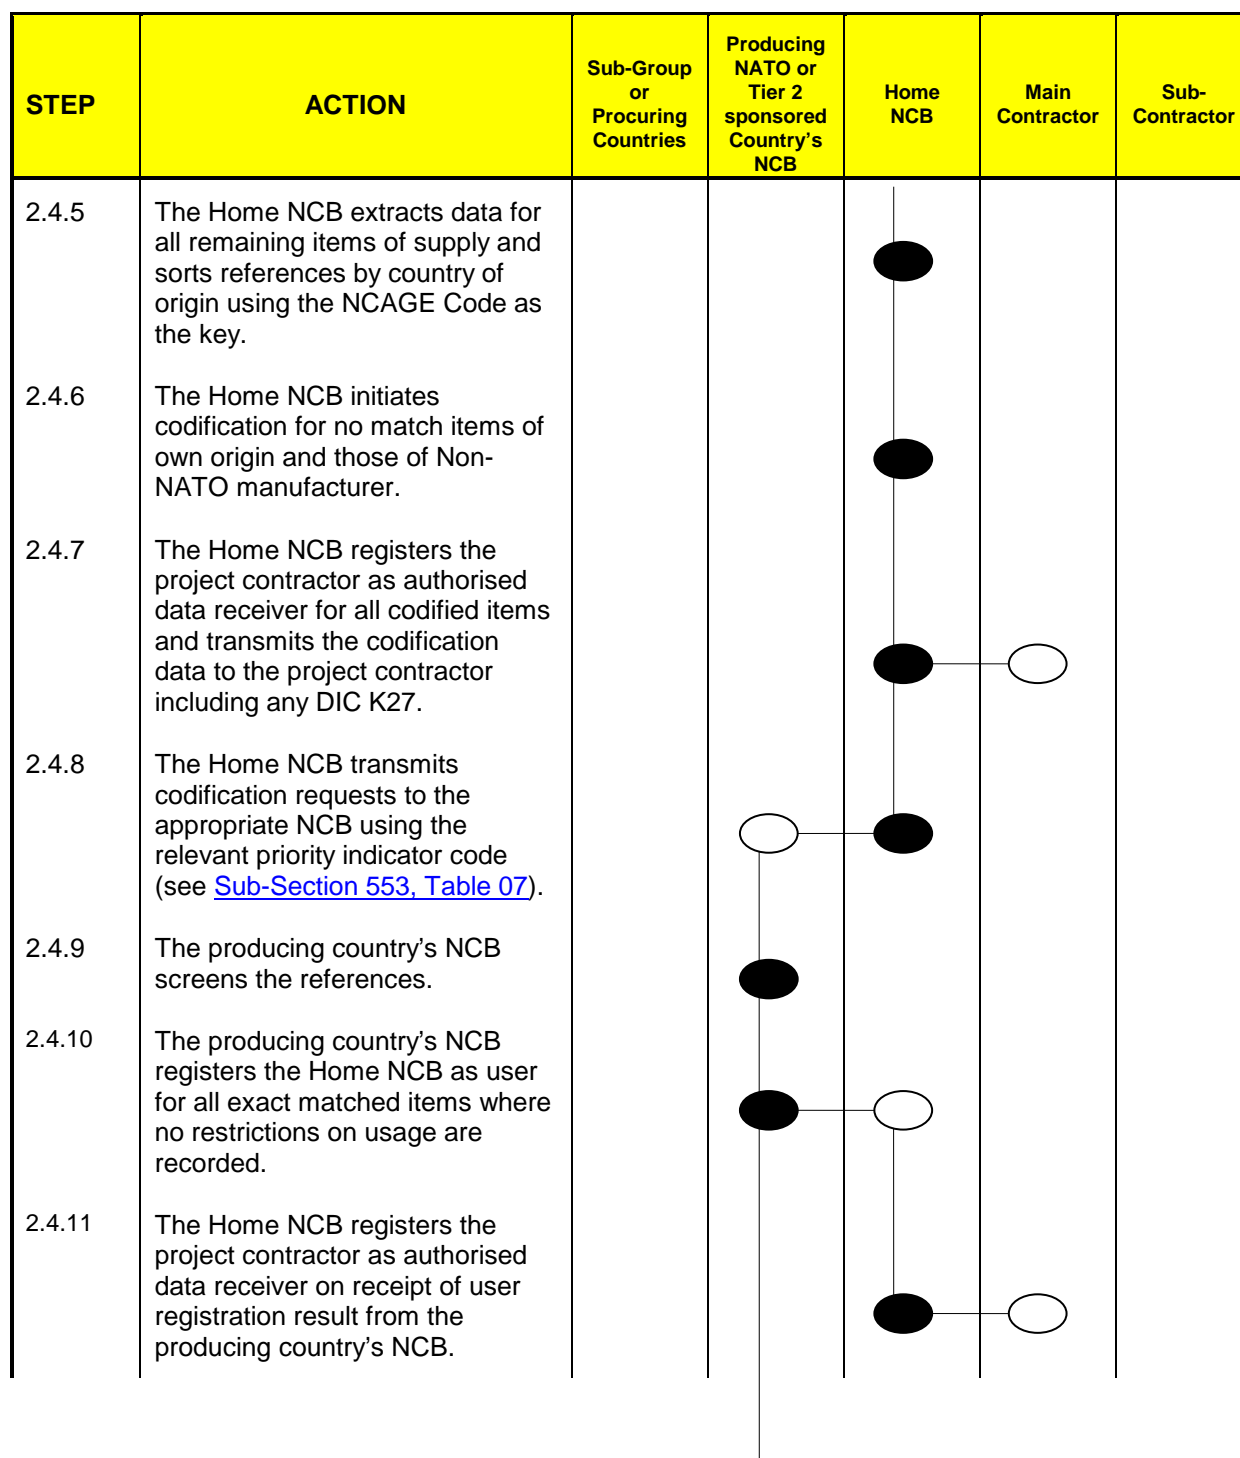 STEP
ACTION
Sub-Group
or
Procuring
Countries
Producing
NATO or
Tier 2
sponsored
Country’s
NCB
Home
NCB
Main
Contractor
Sub-
Contractor
2.4.5
The Home NCB extracts data for
all remaining items of supply and
sorts references by country of
origin using the NCAGE Code as
the key.
2.4.6
The Home NCB initiates
codification for no match items of
own origin and those of Non-
NATO manufacturer.
2.4.7
The Home NCB registers the
project contractor as authorised
data receiver for all codified items
and transmits the codification
data to the project contractor
including any DIC K27.
2.4.8
The Home NCB transmits
codification requests to the
appropriate NCB using the
relevant priority indicator code
(see Sub-Section 553, Table 07).
2.4.9
The producing country’s NCB
screens the references.
2.4.10
The producing country’s NCB
registers the Home NCB as user
for all exact matched items where
no restrictions on usage are
recorded.
2.4.11
The Home NCB registers the
project contractor as authorised
data receiver on receipt of user
registration result from the
producing country’s NCB.